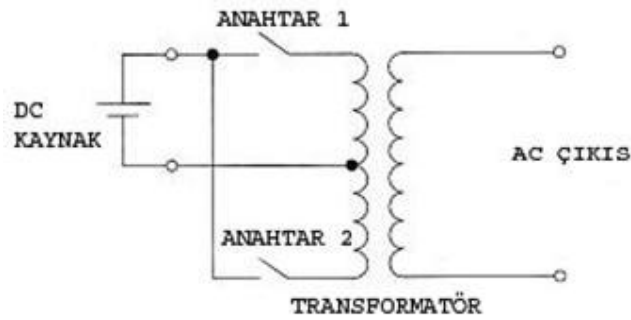 ANAHTAR 1
DC
KAYNAK
AC ÇIKIS
ANAHTAR 2
TRANSFORMATÖR